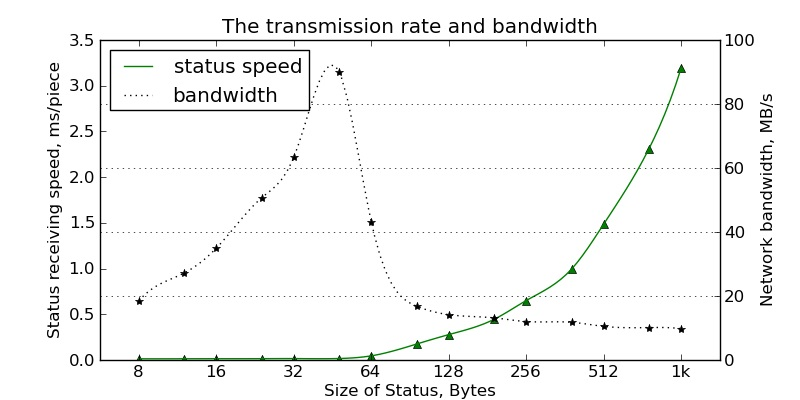 The transmission rate and bandwidth
status speed
bandwidth
Status receiving speed, ms/piece
3.5
3.0
2.5
2.0
1.5
1.0
0.5
0.0
Network bandwidth, MB/s
100
80
60
40
20
0
8 16 32 64 128 256 512 1k
Size of Status, Bytes